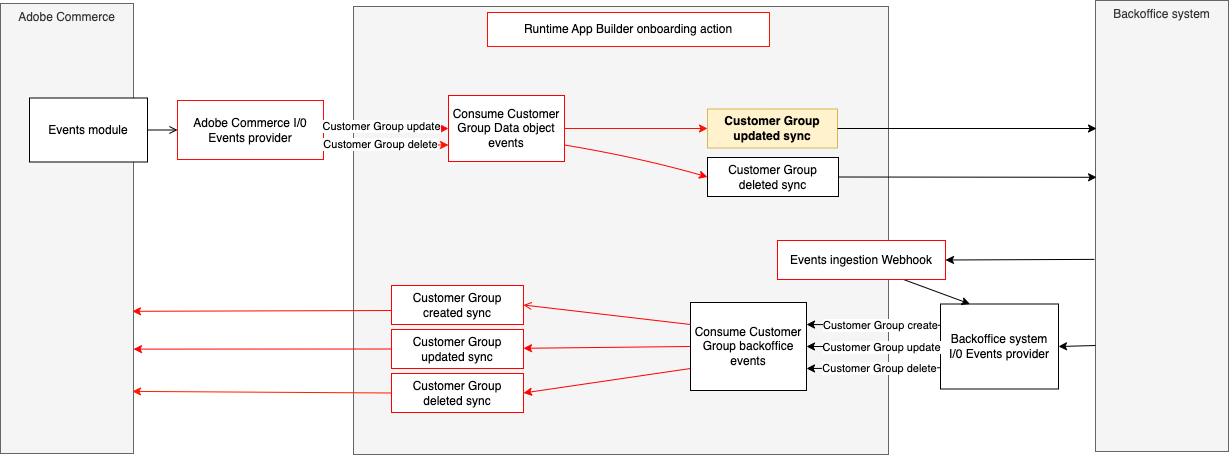 Adobe Commerce
Runtime App Builder onboarding action
Backoffice system
Events module
Adobe Commerce I/0
Events provider
Customer Group update
Customer Group delete
Consume Customer
Group Data object
events
Customer Group
updated sync
Customer Group
deleted sync
Events ingestion Webhook
Customer Group
created sync
Customer Group
updated sync
Customer Group
deleted sync
Consume Customer
Group backoffice
events
Customer Group create
Customer Group update
Customer Group delete
Backoffice system
I/0 Events provider